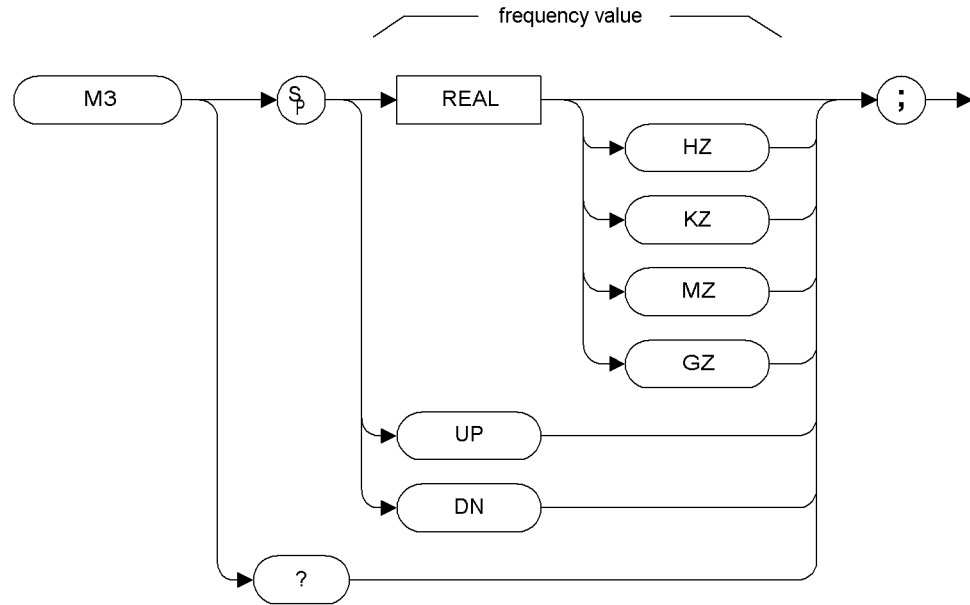 frequency value
M3
SP
REAL
;
HZ
KZ
MZ
GZ
UP
DN
?